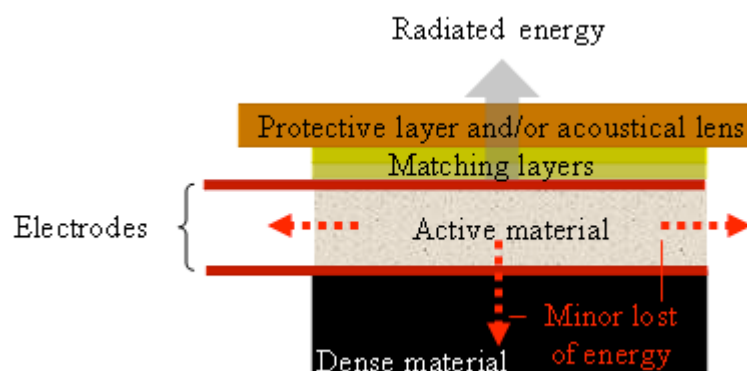 Radiated energy
Protective layer and/or acoustical lens
Matching layers
Electrodes
Active material
Minor lost
of energy
Dense material